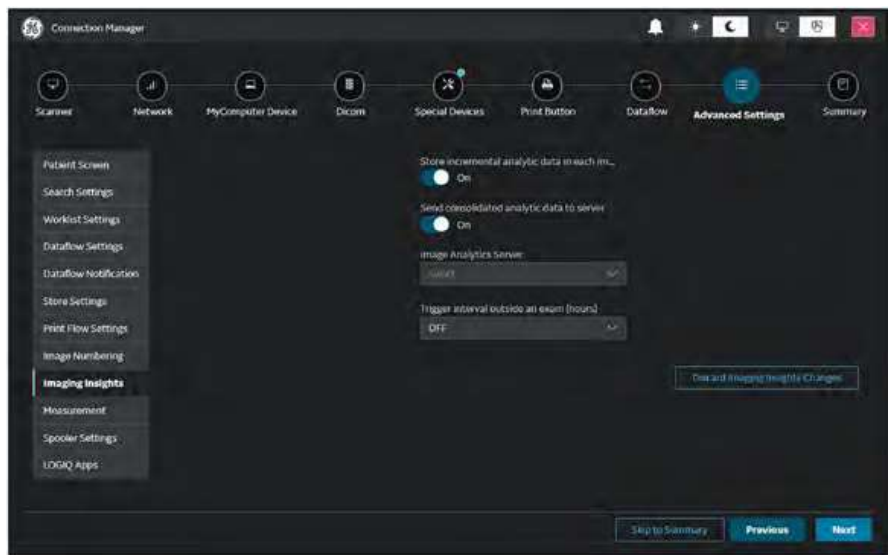 Connection Manager
Scanner
Network
MyComputer Device
Dicom
Special Devices
Print Button
Dataflow
Advanced Settings
Summary
Patient Screen
Search Settings
Worklist Settings
Dataflow Settings
Dataflow Notification
Store Settings
Print Flow Settings
Image Numbering
Imaging Insights
Measurement
Spooler Settings
LOGIQ Apps
Store incremental analytic data in each im...
On
Send consolidated analytic data to server
On
Image Analytics Server
Trigger interval outside an exam (hours)
OFF
Discard Imaging Insights Changes
Skip to Summary
Previous
Next